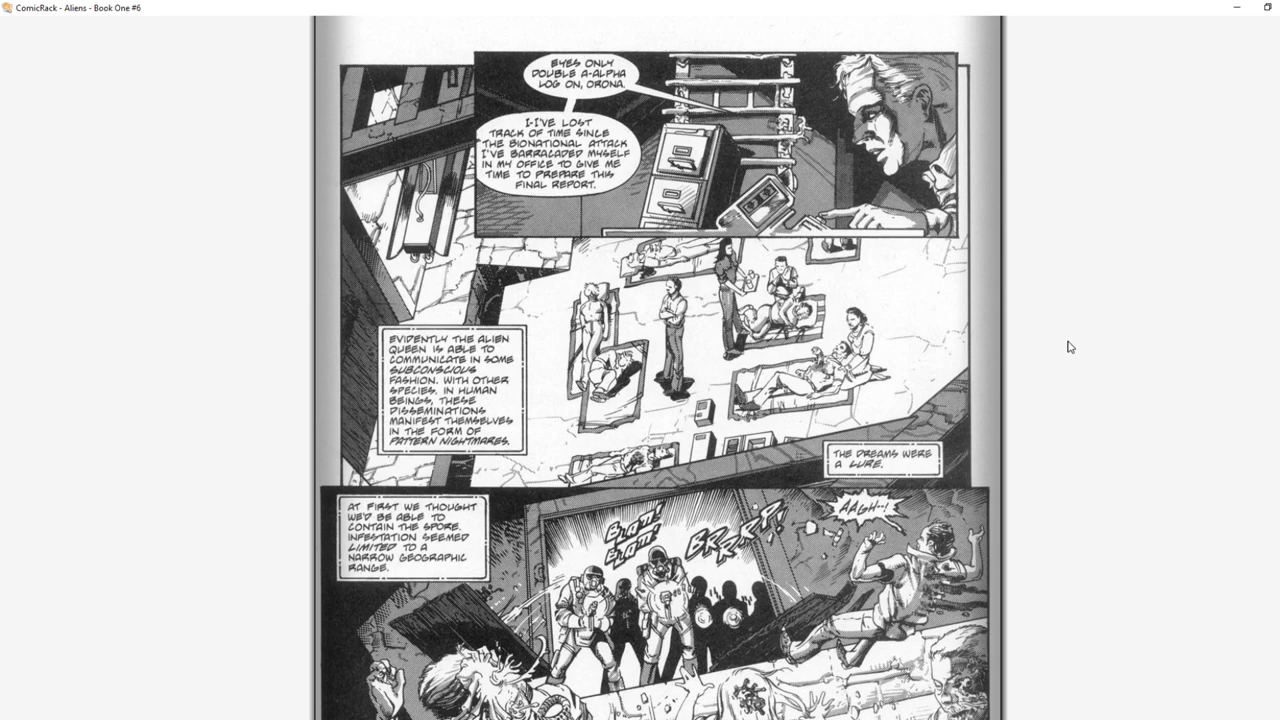 ComicRack - Aliens - Book One #6
EYES ONLY
DOUBLE A-ALPHA
LOG ON, ORONA.
I-I'VE LOST
TRACK OF TIME SINCE
THE BIONATIONAL ATTACK
I'VE BARRACADED MYSELF
IN MY OFFICE TO GIVE ME
TIME TO PREPARE THIS
FINAL REPORT.
EVIDENTLY THE ALIEN
QUEEN IS ABLE TO
COMMUNICATE IN SOME
SUBCONSCIOUS
FASHION. WITH OTHER
SPECIES. IN HUMAN
BEINGS, THESE
DISSEMINATIONS
MANIFEST THEMSELVES
IN THE FORM OF
PATTERN NIGHTMARES.
THE DREAMS WERE
A LURE.
AT FIRST WE THOUGHT
WE'D BE ABLE TO
CONTAIN THE SPORE.
INFESTATION SEEMED
LIMITED TO A
NARROW GEOGRAPHIC
RANGE.
BLAM!
BLAM!
BKRRRP!
AAGH--!